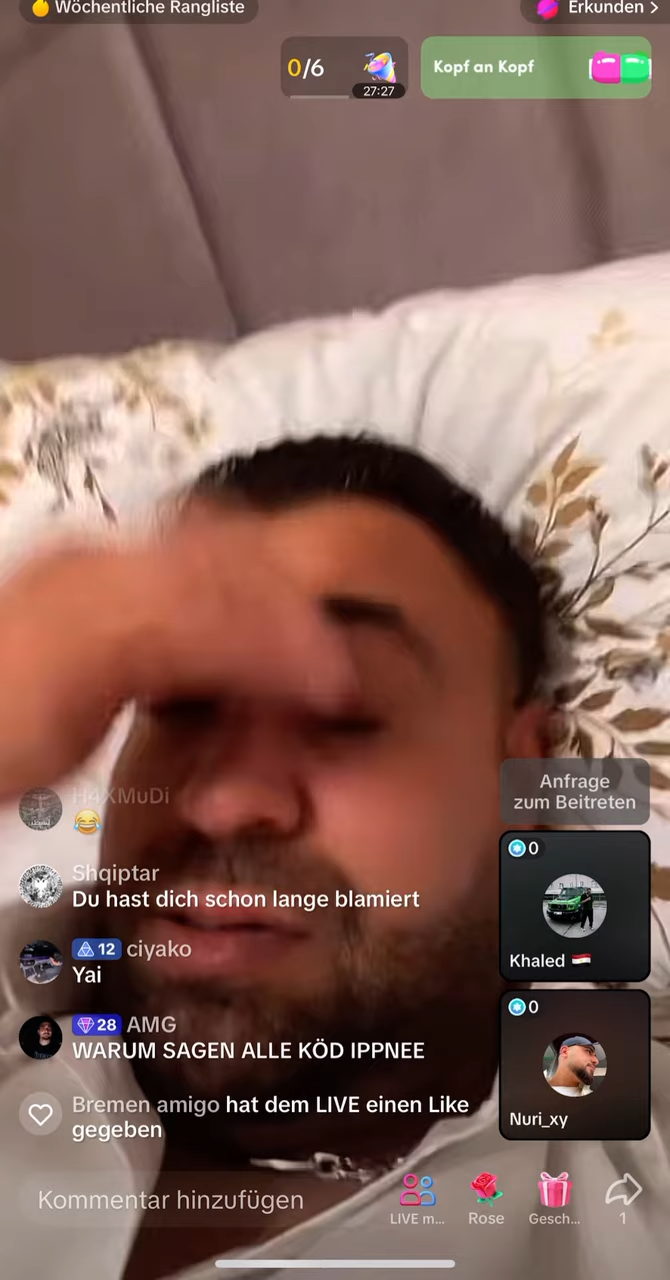 Wöchentliche Rangliste
Erkunden >
0/6
27:27
Kopf an Kopf
H4XMuDi
😂
Shqiptar
Du hast dich schon lange blamiert
12 ciyako
Yai
28 AMG
WARUM SAGEN ALLE KÖD IPPNEE
Bremen amigo hat dem LIVE einen Like
gegeben
Anfrage
zum Beitreten
0
Khaled 🇮🇩
0
Nuri_xy
Kommentar hinzufügen
LIVE m...
Rose
Gesch...
1